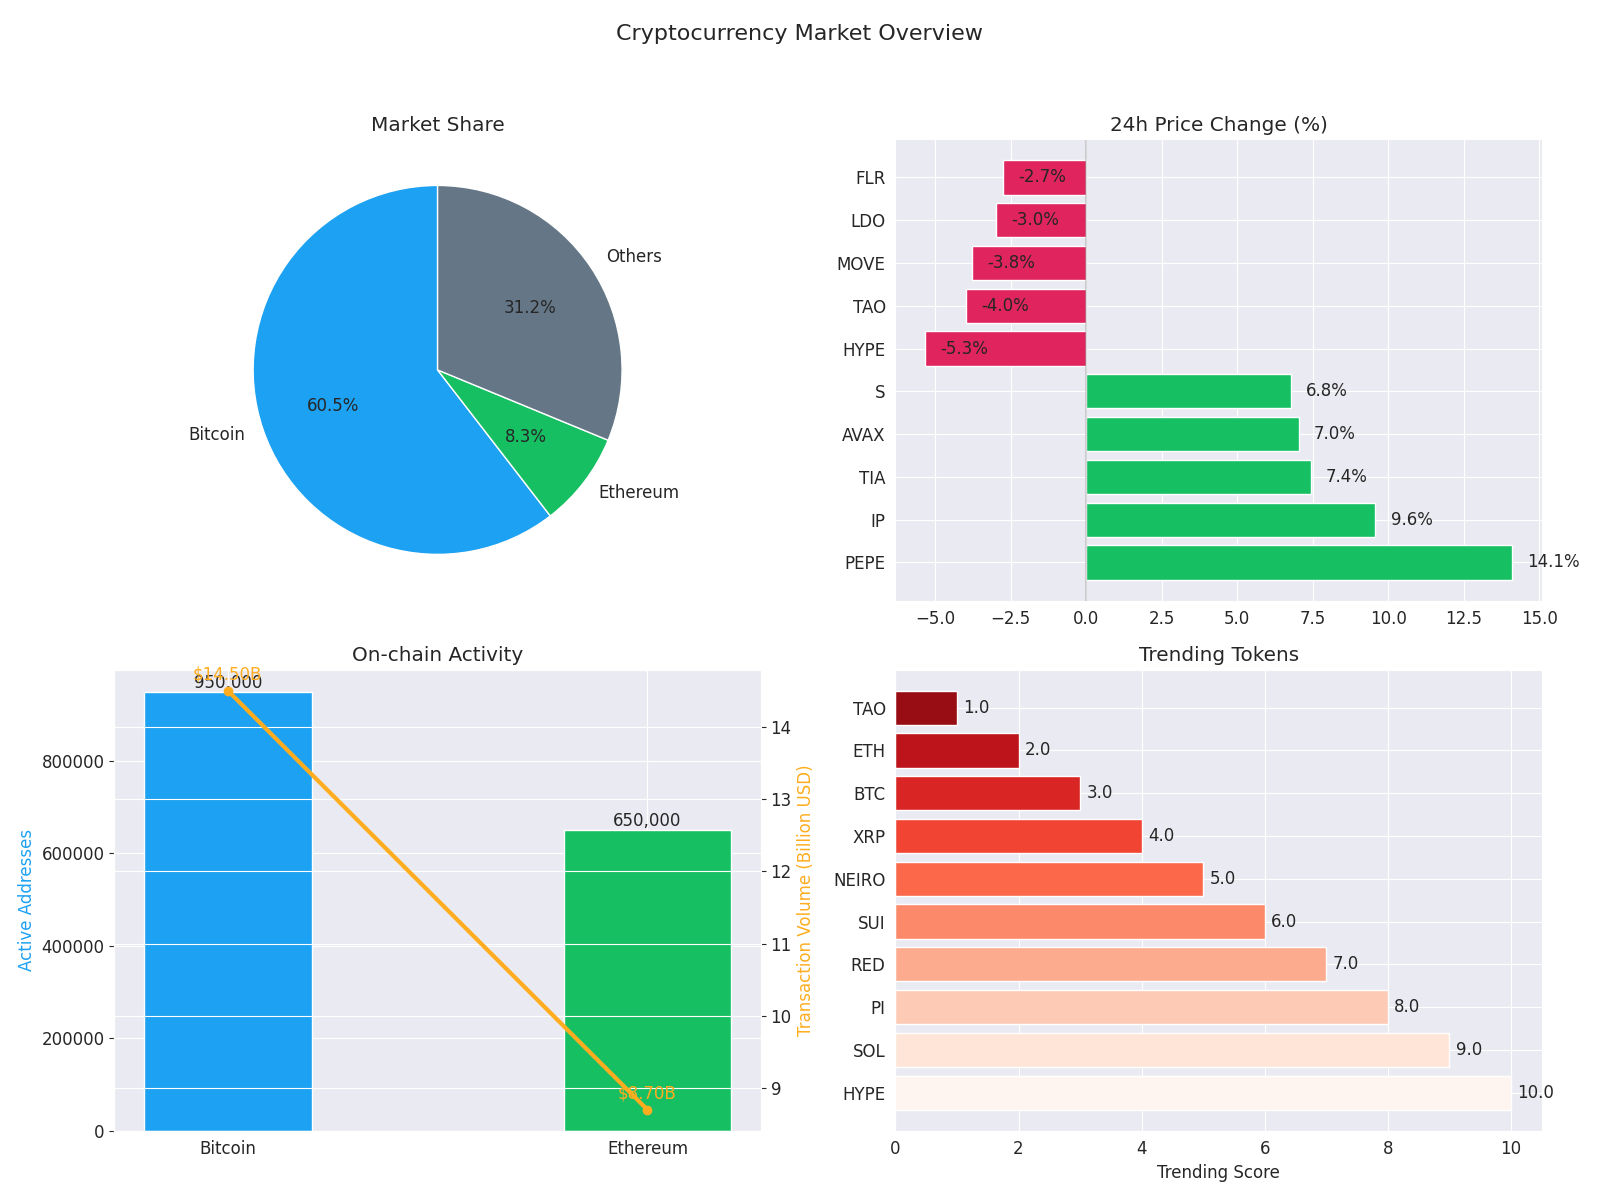 Cryptocurrency Market Overview
Market Share
Others
31.2%
60.5%
Bitcoin
8.3%
Ethereum
24h Price Change (%)
FLR -2.7%
LDO -3.0%
MOVE -3.8%
TAO -4.0%
HYPE -5.3%
S 6.8%
AVAX 7.0%
TIA 7.4%
IP 9.6%
PEPE 14.1%
−5.0 −2.5 0.0 2.5 5.0 7.5 10.0 12.5 15.0
On-chain Activity
$14.50B
950,000
650,000
$8.70B
Active Addresses
800000
600000
400000
200000
0
Bitcoin Ethereum
14
13
12
11
10
9
Transaction Volume (Billion USD)
Trending Tokens
TAO 1.0
ETH 2.0
BTC 3.0
XRP 4.0
NEIRO 5.0
SUI 6.0
RED 7.0
PI 8.0
SOL 9.0
HYPE 10.0
0 2 4 6 8 10
Trending Score